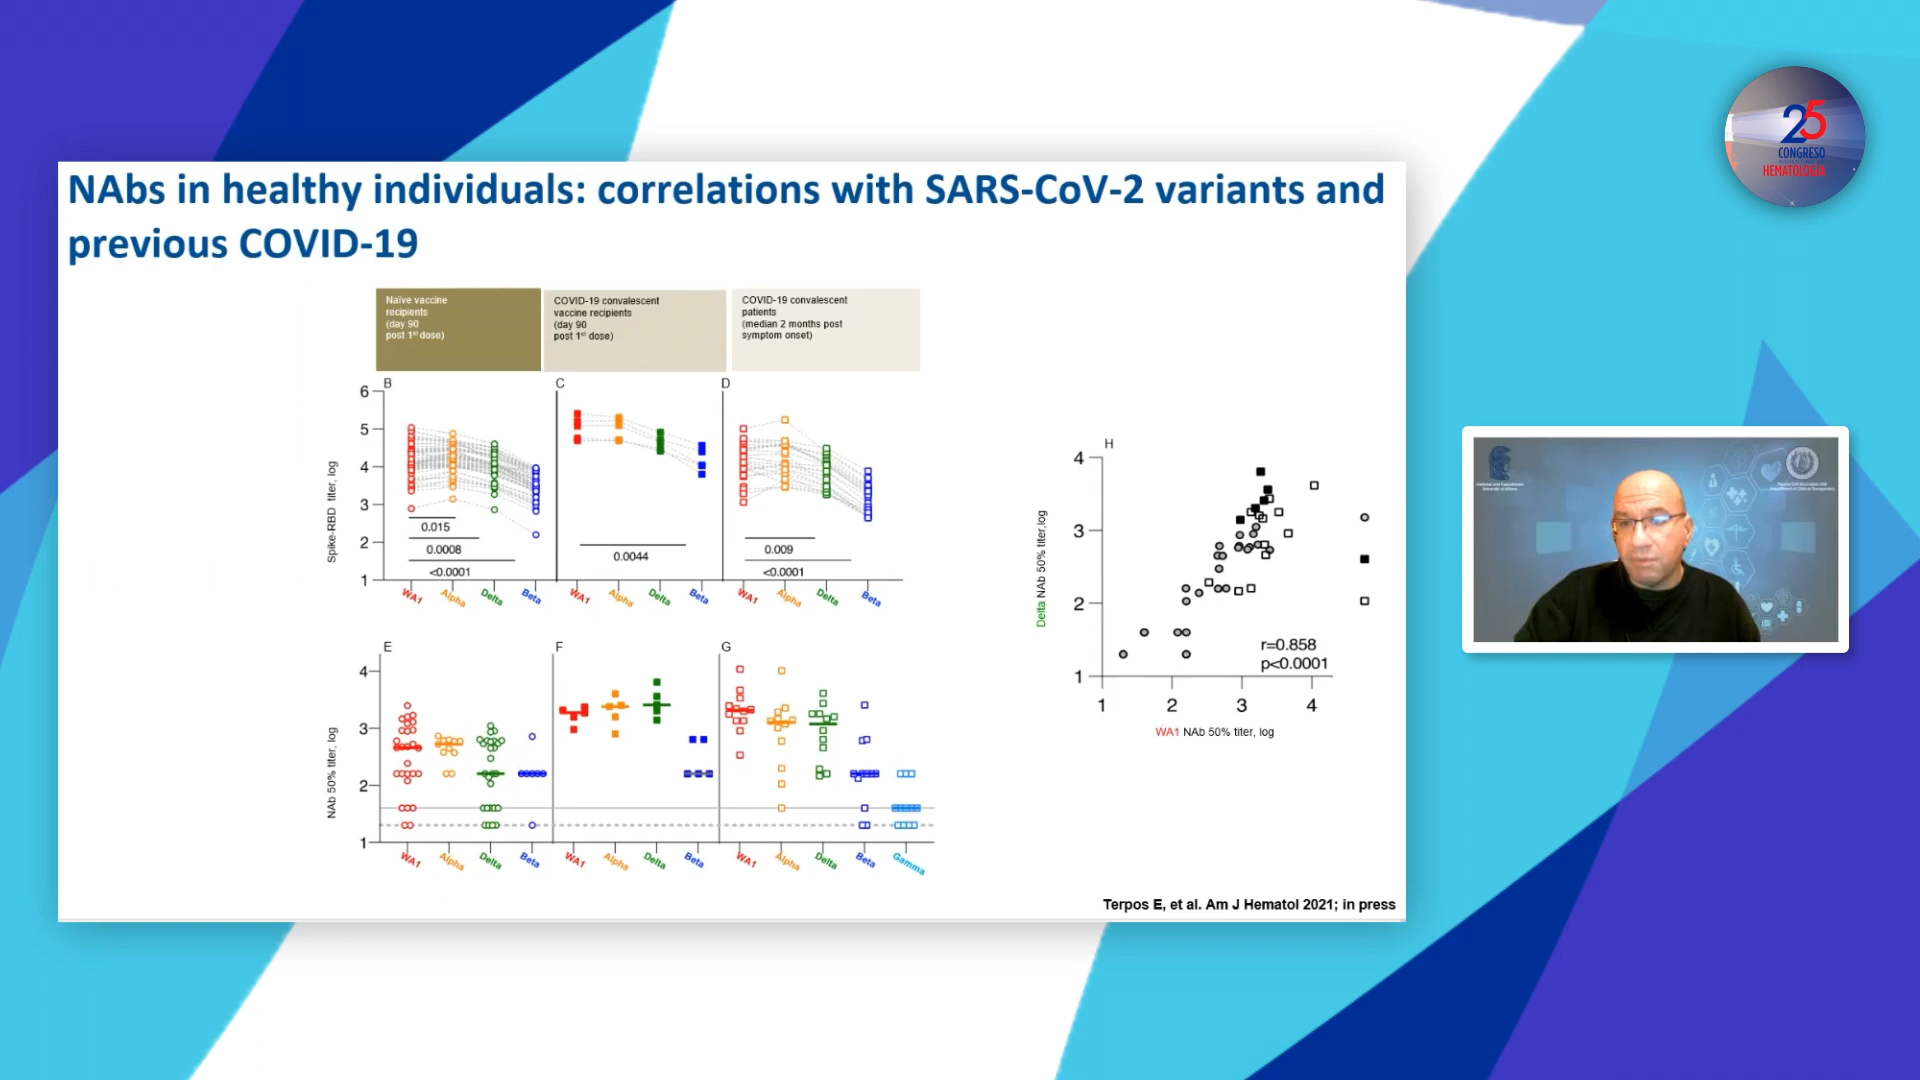 NAbs in healthy individuals: correlations with SARS-CoV-2 variants and
previous COVID-19
Naïve vaccine
recipients
(day 90
post 1st dose)
COVID-19 convalescent
vaccine recipients
(day 90
post 1st dose)
COVID-19 convalescent
patients
(median 2 months post
symptom onset)
B
C
D
Spike-RBD titer, log
6
5
4
3
2
1
0.015
0.0008
<0.0001
0.0044
0.009
<0.0001
WA1
Alpha
Delta
Beta
WA1
Alpha
Delta
Beta
WA1
Alpha
Delta
Beta
E
F
G
NAb 50% titer, log
4
3
2
1
WA1
Alpha
Delta
Beta
WA1
Alpha
Delta
Beta
WA1
Alpha
Delta
Beta
Gamma
H
Delta NAb 50% titer,log
4
3
2
1
r=0.858
p<0.0001
1 2 3 4
WA1 NAb 50% titer, log
Terpos E, et al. Am J Hematol 2021; in press
25
CONGRESO
HEMATOLOGÍA